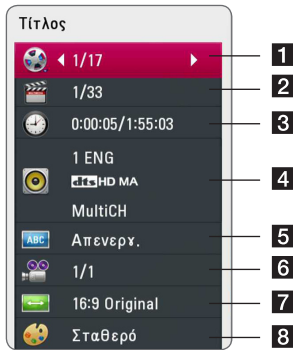 Τίτλος
1/17 1
1/33 2
0:00:05/1:55:03 3
1 ENG
dts HD MA 4
MultiCH
ABC Απενεργ. 5
1/1 6
16:9 Original 7
Σταθερό 8